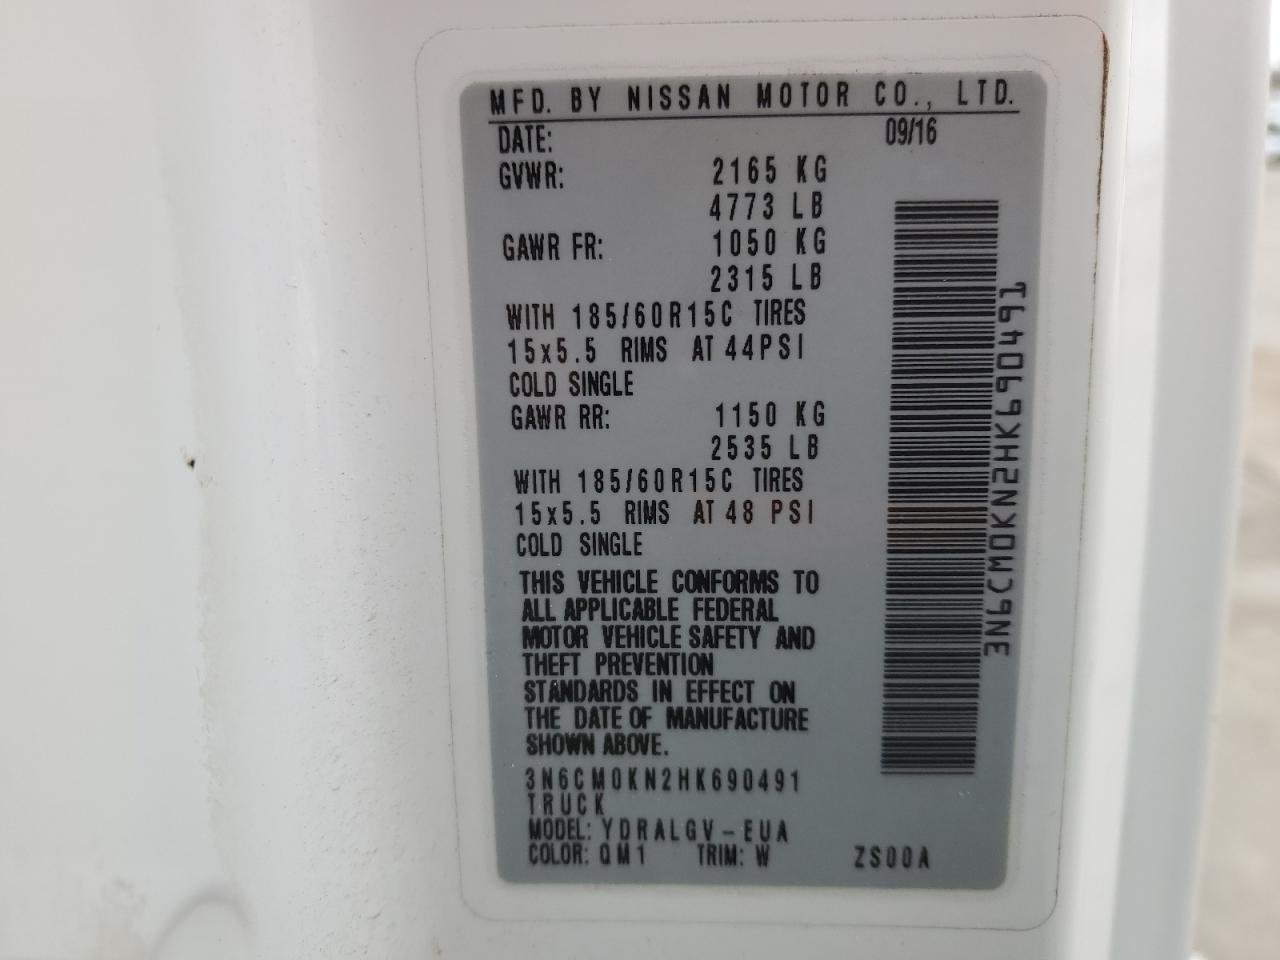 MFD. BY NISSAN MOTOR CO., LTD.
DATE: 09/16
GVWR: 2165 KG
4773 LB
GAWR FR: 1050 KG
2315 LB
WITH 185/60R15C TIRES
15x5.5 RIMS AT 44PSI
COLD SINGLE
GAWR RR: 1150 KG
2535 LB
WITH 185/60R15C TIRES
15x5.5 RIMS AT 48 PSI
COLD SINGLE
THIS VEHICLE CONFORMS TO
ALL APPLICABLE FEDERAL
MOTOR VEHICLE SAFETY AND
THEFT PREVENTION
STANDARDS IN EFFECT ON
THE DATE OF MANUFACTURE
SHOWN ABOVE.
3N6CM0KN2HK690491
TRUCK
MODEL: YDRALGV-EUA
COLOR: QM1 TRIM: W ZS00A
3N6CM0KN2HK690491